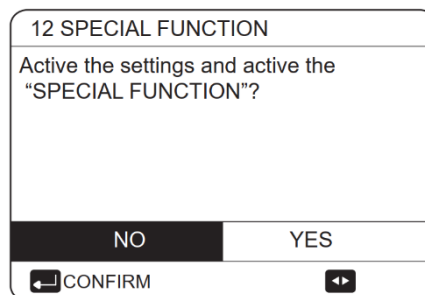 12 SPECIAL FUNCTION
Active the settings and active the
“SPECIAL FUNCTION”?
NO YES
CONFIRM